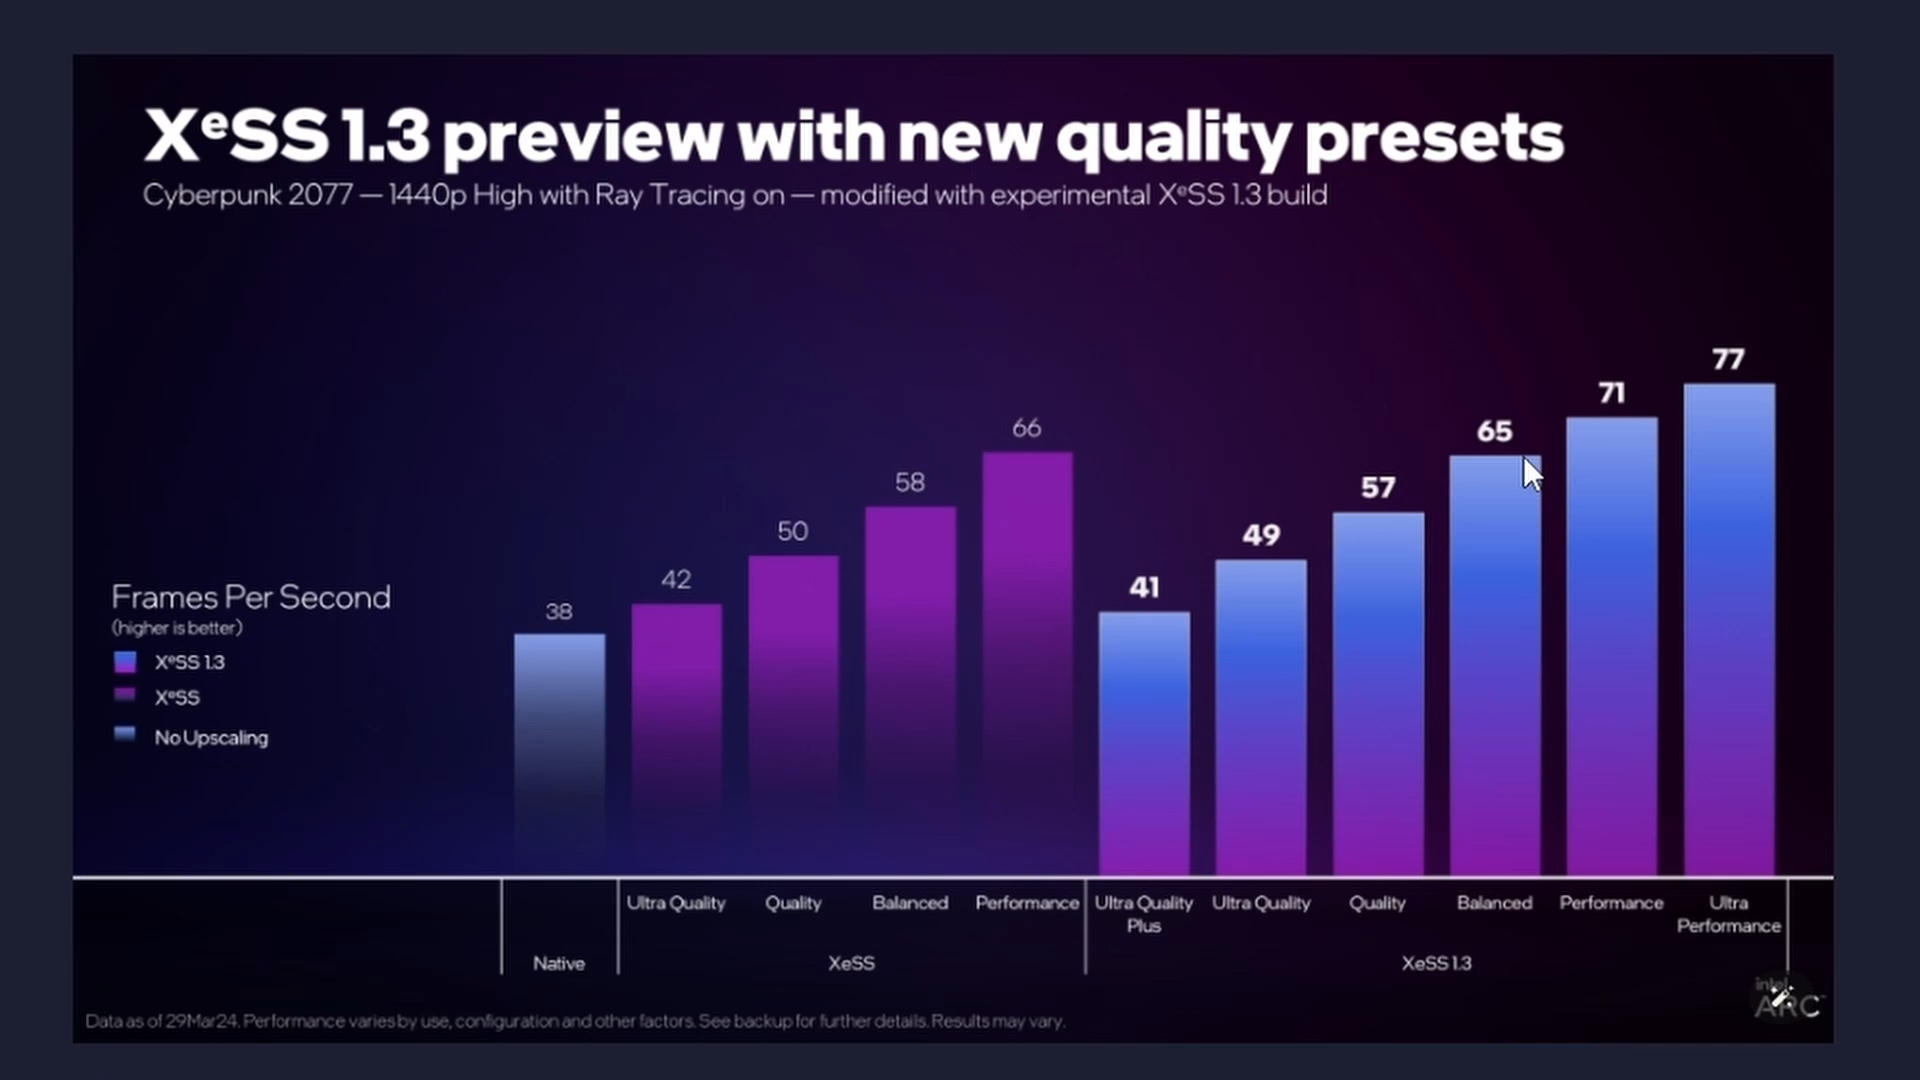 XeSS 1.3 preview with new quality presets
Cyberpunk 2077 — 1440p High with Ray Tracing on — modified with experimental XeSS 1.3 build
77
71
65
66
57
58
49
50
41
42
38
Frames Per Second
(higher is better)
XeSS 1.3
XeSS
No Upscaling
Ultra Quality Quality Balanced Performance Ultra Quality Plus Ultra Quality Quality Balanced Performance Ultra Performance
Native XeSS XeSS 1.3
intel
ARC
Data as of 29Mar24. Performance varies by use, configuration and other factors. See backup for further details. Results may vary.